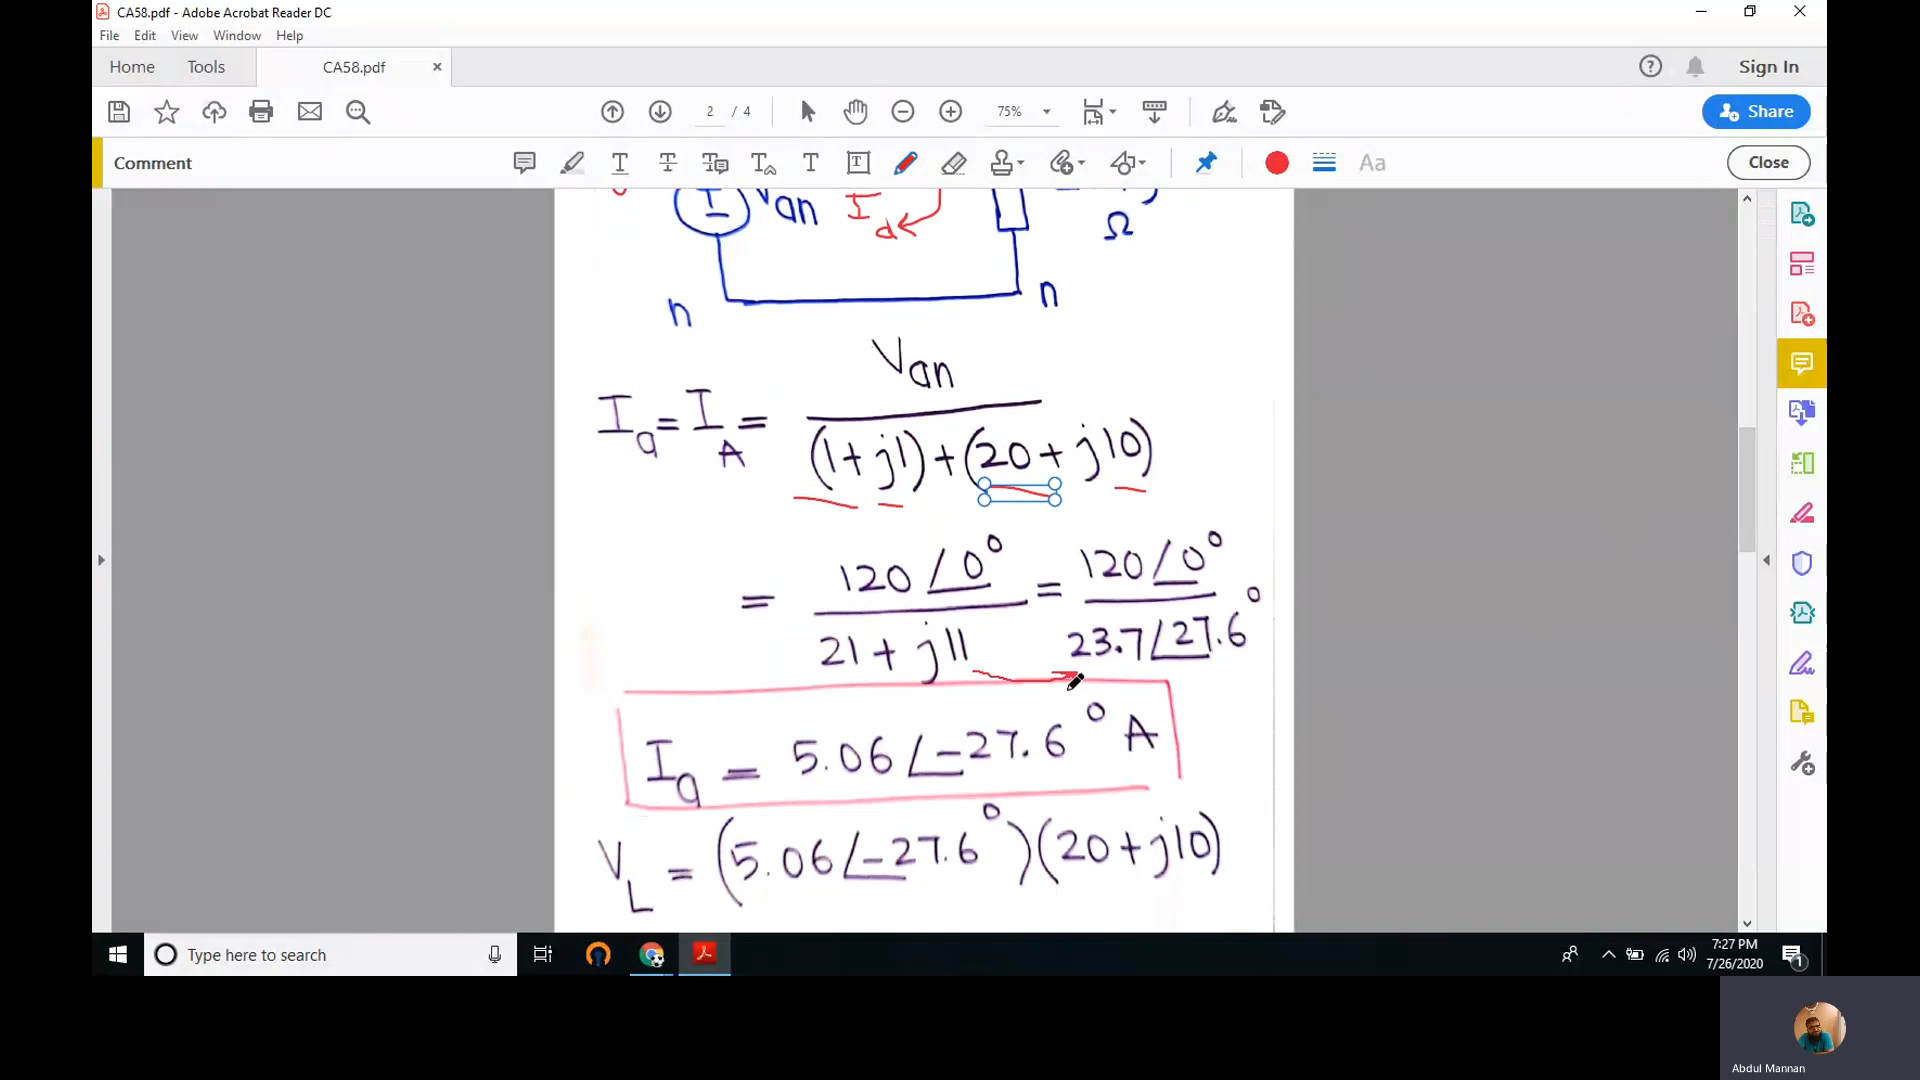 CA58.pdf - Adobe Acrobat Reader DC
File Edit View Window Help
Home Tools CA58.pdf × Sign In
2 / 4 75% Share
Comment Aa Close
I Van I Ω
d
n n
Van
Ia = IA =
(1+j1)+(20+j10)
120∠0° 120∠0°
= =
21+j11 23.7∠27.6°
Ia = 5.06∠-27.6° A
VL = (5.06∠-27.6°)(20+j10)
Type here to search
7:27 PM
7/26/2020
1
Abdul Mannan